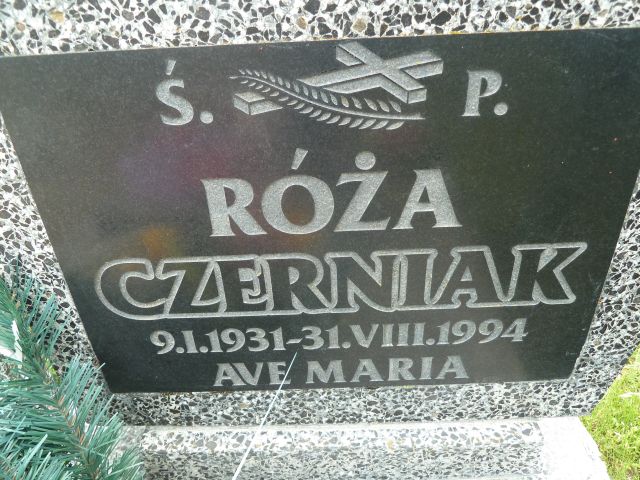 Ś. P.
RÓŻA
CZERNIAK
9.I.1931-31.VIII.1994
AVE MARIA